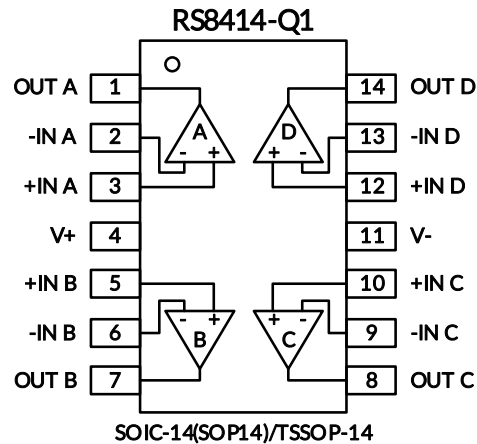 RS8414-Q1
OUT A 1 14 OUT D
-IN A 2 A D 13 -IN D
- + + -
+IN A 3 12 +IN D
V+ 4 11 V-
+IN B 5 10 +IN C
- + + -
-IN B 6 B C 9 -IN C
OUT B 7 8 OUT C
SOIC-14(SOP14)/TSSOP-14